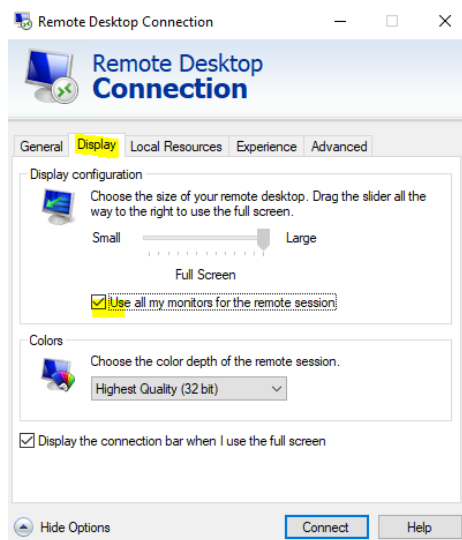 Remote Desktop Connection
Remote Desktop
Connection
General Display Local Resources Experience Advanced
Display configuration
Choose the size of your remote desktop. Drag the slider all the
way to the right to use the full screen.
Small Large
Full Screen
Use all my monitors for the remote session
Colors
Choose the color depth of the remote session.
Highest Quality (32 bit)
Display the connection bar when I use the full screen
Hide Options Connect Help